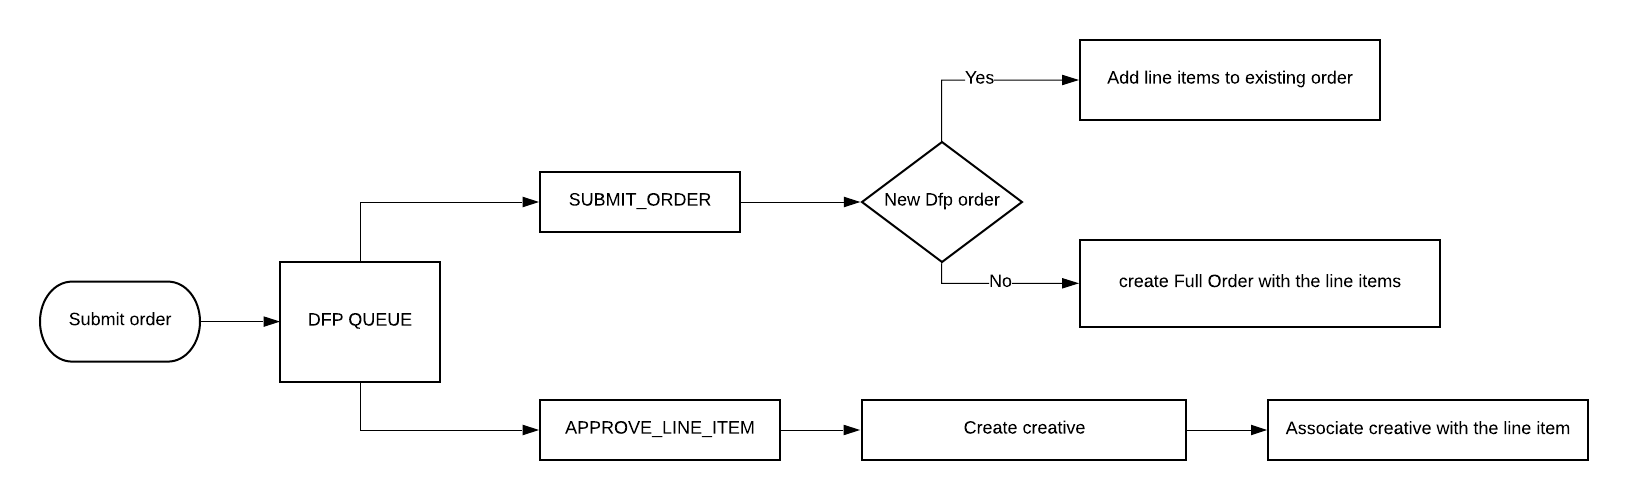 Submit order
DFP QUEUE
SUBMIT_ORDER
New Dfp order
Yes
Add line items to existing order
No
create Full Order with the line items
APPROVE_LINE_ITEM
Create creative
Associate creative with the line item